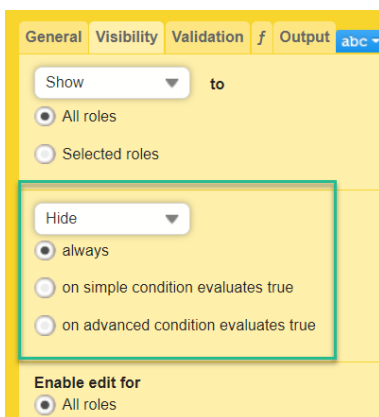 General Visibility Validation ƒ Output abc
Show to
All roles
Selected roles
Hide
always
on simple condition evaluates true
on advanced condition evaluates true
Enable edit for
All roles